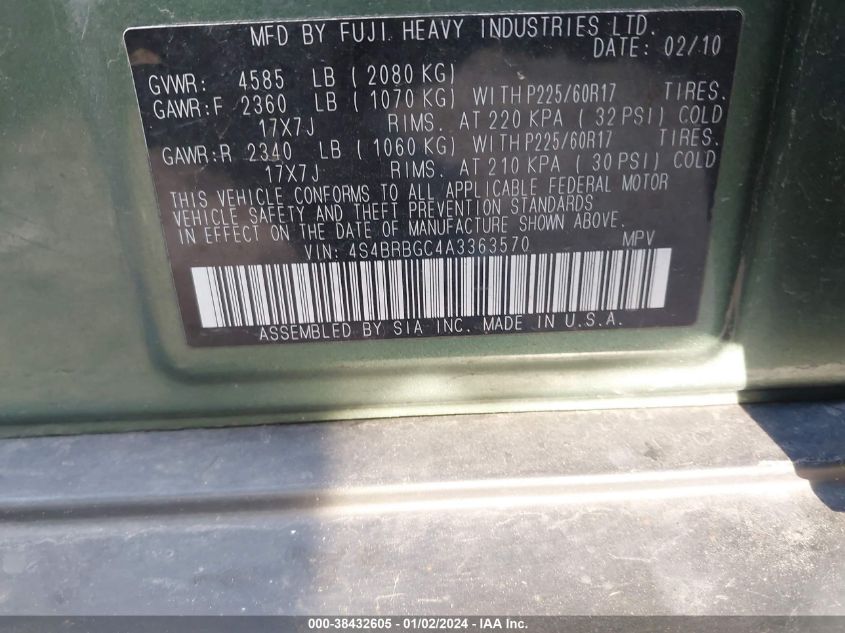 MFD BY FUJI HEAVY INDUSTRIES LTD.
DATE: 02/10
GVWR: 4585 LB (2080 KG)
GAWR:F 2360 LB (1070 KG) WITH P225/60R17 TIRES.
17X7J RIMS. AT 220 KPA (32 PSI) COLD
GAWR:R 2340 LB (1060 KG) WITH P225/60R17 TIRES.
17X7J RIMS. AT 210 KPA (30 PSI) COLD
THIS VEHICLE CONFORMS TO ALL APPLICABLE FEDERAL MOTOR
VEHICLE SAFETY AND THEFT PREVENTION STANDARDS
IN EFFECT ON THE DATE OF MANUFACTURE SHOWN ABOVE.
VIN: 4S4BRBGC4A3363570 MPV
ASSEMBLED BY SIA INC. MADE IN U.S.A.
000-38432605 - 01/02/2024 - IAA Inc.